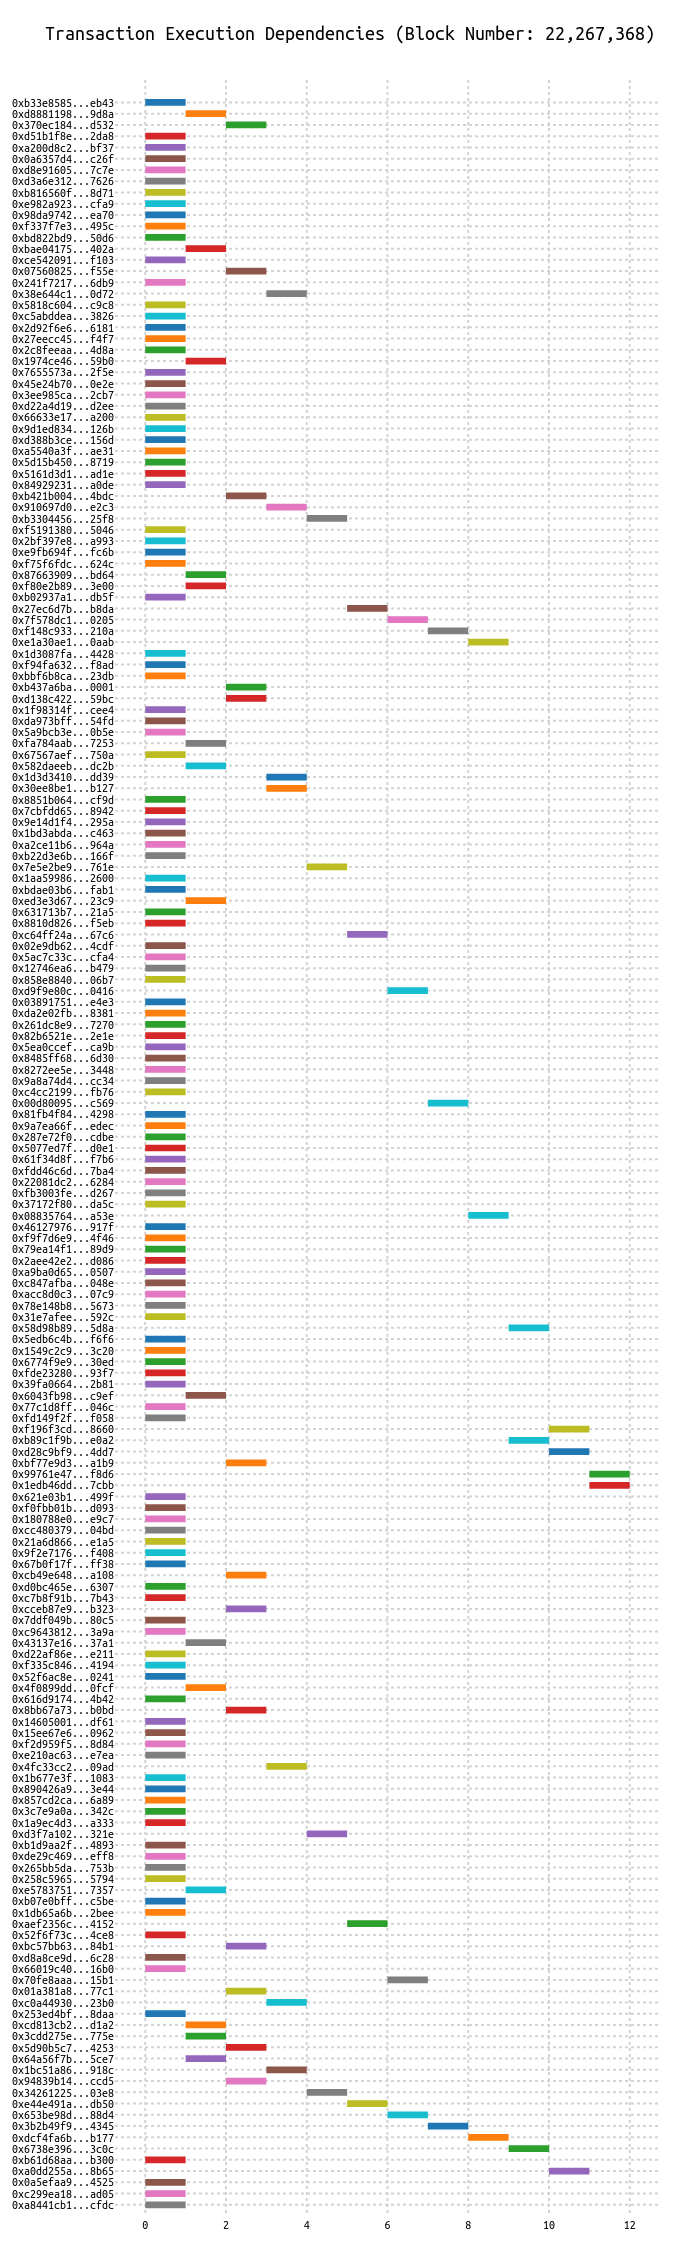 Transaction Execution Dependencies (Block Number: 22,267,368)
0xb33e8585...eb43
0xd8881198...9d8a
0x370ec184...d532
0xd51b1f8e...2da8
0xa200d8c2...bf37
0x0a6357d4...c26f
0xd8e91605...7c7e
0xd3a6e312...7626
0xb816560f...8d71
0xe982a923...cfa9
0x98da9742...ea70
0xf337f7e3...495c
0xbd822bd9...50d6
0xbae04175...402a
0xce542091...f103
0x07560825...f55e
0x241f7217...6db9
0x38e644c1...0d72
0x5818c604...c9c8
0xc5abddea...3826
0x2d92f6e6...6181
0x27eecc45...f4f7
0x2c8feeaa...4d8a
0x1974ce46...59b0
0x7655573a...2f5e
0x45e24b70...0e2e
0x3ee985ca...2cb7
0xd22a4d19...d2ee
0x66633e17...a200
0x9d1ed834...126b
0xd388b3ce...156d
0xa5540a3f...ae31
0x5d15b450...8719
0x5161d3d1...ad1e
0x84929231...a0de
0xb421b004...4bdc
0x910697d0...e2c3
0xb3304456...25f8
0xf5191380...5046
0x2bf397e8...a993
0xe9fb694f...fc6b
0xf75f6fdc...624c
0x87663909...bd64
0xf80e2b89...3e00
0xb02937a1...db5f
0x27ec6d7b...b8da
0x7f578dc1...0205
0xf148c933...210a
0xe1a30ae1...0aab
0x1d3087fa...4428
0xf94fa632...f8ad
0xbbf6b8ca...23db
0xb437a6ba...0001
0xd138c422...59bc
0x1f98314f...cee4
0xda973bff...54fd
0x5a9bcb3e...0b5e
0xfa784aab...7253
0x67567aef...750a
0x582daeeb...dc2b
0x1d3d3410...dd39
0x30ee8be1...b127
0x8851b064...cf9d
0x7cbfdd65...8942
0x9e14d1f4...295a
0x1bd3abda...c463
0xa2ce11b6...964a
0xb22d3e6b...166f
0x7e5e2be9...761e
0x1aa59986...2600
0xbdae03b6...fab1
0xed3e3d67...23c9
0x631713b7...21a5
0x8810d826...f5eb
0xc64ff24a...67c6
0x02e9db62...4cdf
0x5ac7c33c...cfa4
0x12746ea6...b479
0x858e8840...06b7
0xd9f9e80c...0416
0x03891751...e4e3
0xda2e02fb...8381
0x261dc8e9...7270
0x82b6521e...2e1e
0x5ea0ccef...ca9b
0x8485ff68...6d30
0x8272ee5e...3448
0x9a8a74d4...cc34
0xc4cc2199...fb76
0x00d80095...c569
0x81fb4f84...4298
0x9a7ea66f...edec
0x287e72f0...cdbe
0x5077ed7f...d0e1
0x61f34d8f...f7b6
0xfdd46c6d...7ba4
0x22081dc2...6284
0xfb3003fe...d267
0x37172f80...da5c
0x08835764...a53e
0x46127976...917f
0xf9f7d6e9...4f46
0x79ea14f1...89d9
0x2aee42e2...d086
0xa9ba0d65...0507
0xc847afba...048e
0xacc8d0c3...07c9
0x78e148b8...5673
0x31e7afee...592c
0x58d98b89...5d8a
0x5edb6c4b...f6f6
0x1549c2c9...3c20
0x6774f9e9...30ed
0xfde23280...93f7
0x39fa0664...2b81
0x6043fb98...c9ef
0x77c1d8ff...046c
0xfd149f2f...f058
0xf196f3cd...8660
0xb89c1f9b...e0a2
0xd28c9bf9...4dd7
0xbf77e9d3...a1b9
0x99761e47...f8d6
0x1edb46dd...7cbb
0x621e03b1...499f
0xf0fbb01b...d093
0x180788e0...e9c7
0xcc480379...04bd
0x21a6d866...e1a5
0x9f2e7176...f408
0x67b0f17f...ff38
0xcb49e648...a108
0xd0bc465e...6307
0xc7b8f91b...7b43
0xcceb87e9...b323
0x7ddf049b...80c5
0xc9643812...3a9a
0x43137e16...37a1
0xd22af86e...e211
0xf335c846...4194
0x52f6ac8e...0241
0x4f0899dd...0fcf
0x616d9174...4b42
0x8bb67a73...b0bd
0x14605001...df61
0x15ee67e6...0962
0xf2d959f5...8d84
0xe210ac63...e7ea
0x4fc33cc2...09ad
0x1b677e3f...1083
0x890426a9...3e44
0x857cd2ca...6a89
0x3c7e9a0a...342c
0x1a9ec4d3...a333
0xd3f7a102...321e
0xb1d9aa2f...4893
0xde29c469...eff8
0x265bb5da...753b
0x258c5965...5794
0xe5783751...7357
0xb07e0bff...c5be
0x1db65a6b...2bee
0xaef2356c...4152
0x52f6f73c...4ce8
0xbc57bb63...84b1
0xd8a8ce9d...6c28
0x66019c40...16b0
0x70fe8aaa...15b1
0x01a381a8...77c1
0xc0a44930...23b0
0x253ed4bf...8daa
0xcd813cb2...d1a2
0x3cdd275e...775e
0x5d90b5c7...4253
0x64a56f7b...5ce7
0x1bc51a86...918c
0x94839b14...ccd5
0x34261225...03e8
0xe44e491a...db50
0x653be98d...88d4
0x3b2b49f9...4345
0xdcf4fa6b...b177
0x6738e396...3c0c
0xb61d68aa...b300
0xa0dd255a...8b65
0x0a5efaa9...4525
0xc299ea18...ad05
0xa8441cb1...cfdc
0 2 4 6 8 10 12